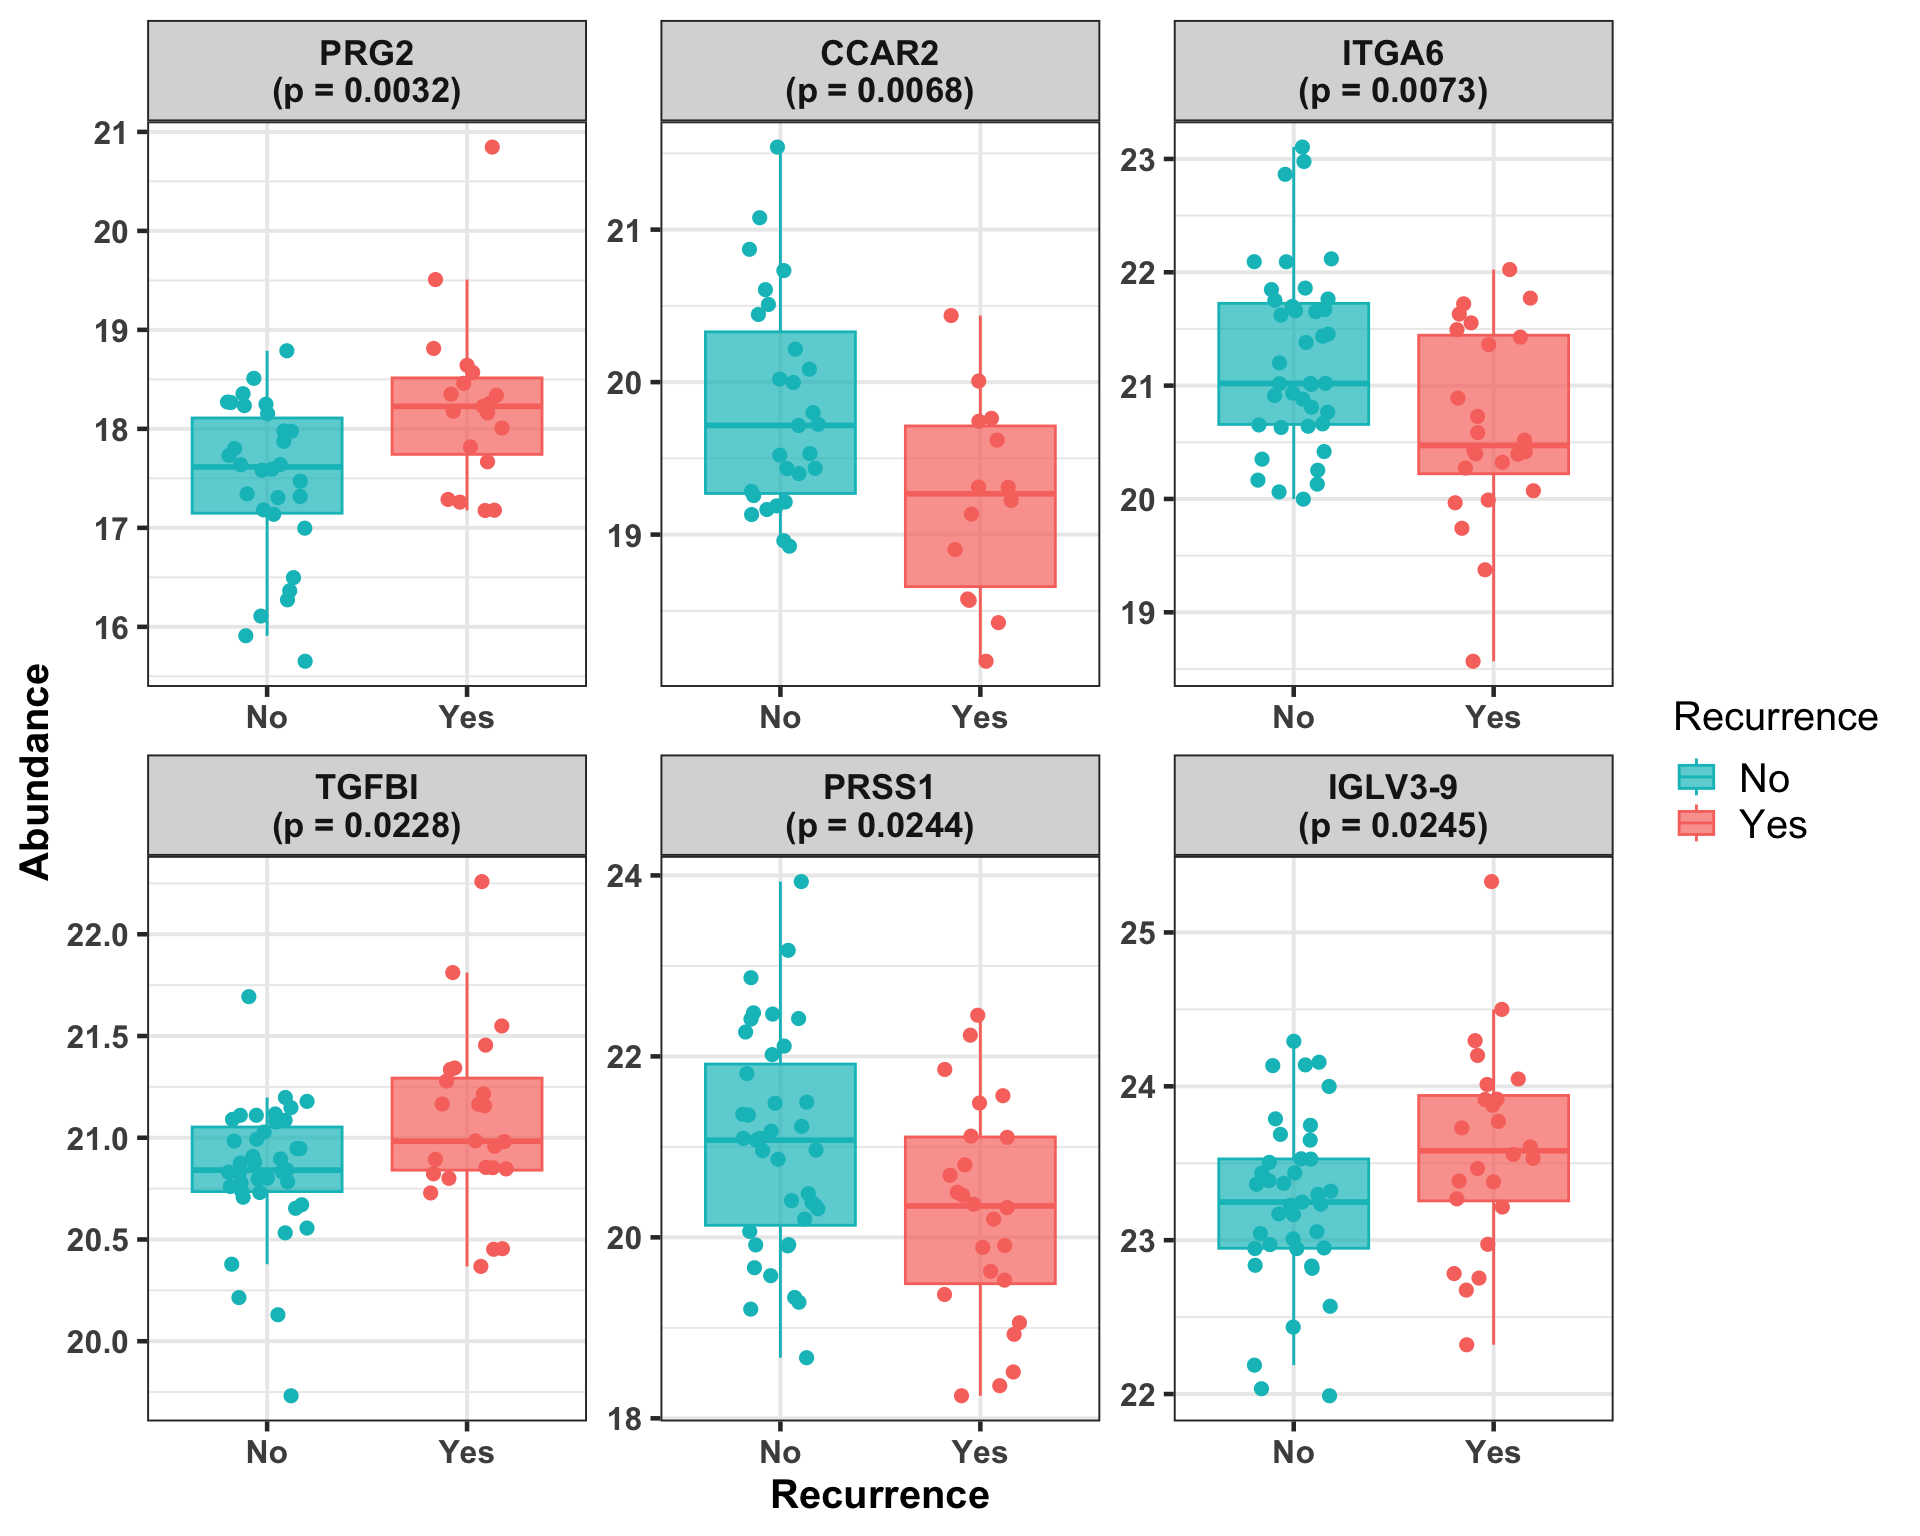 PRG2
(p = 0.0032)
CCAR2
(p = 0.0068)
ITGA6
(p = 0.0073)
21
20
19
18
17
16
21
20
19
23
22
21
20
19
No
Yes
No
Yes
No
Yes
TGFBI
(p = 0.0228)
PRSS1
(p = 0.0244)
IGLV3-9
(p = 0.0245)
22.0
21.5
21.0
20.5
20.0
24
22
20
18
25
24
23
22
No
Yes
No
Yes
No
Yes
Abundance
Recurrence
Recurrence
No
Yes